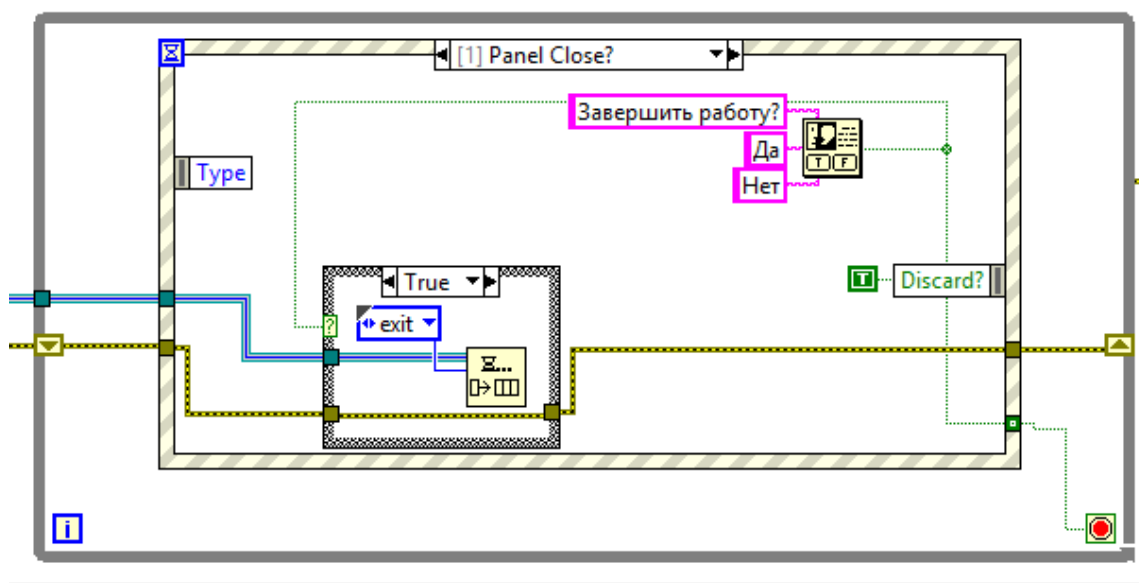 [1] Panel Close?
Завершить работу?
Да
Нет
Type
True
Discard?
T
T F
?
exit
i